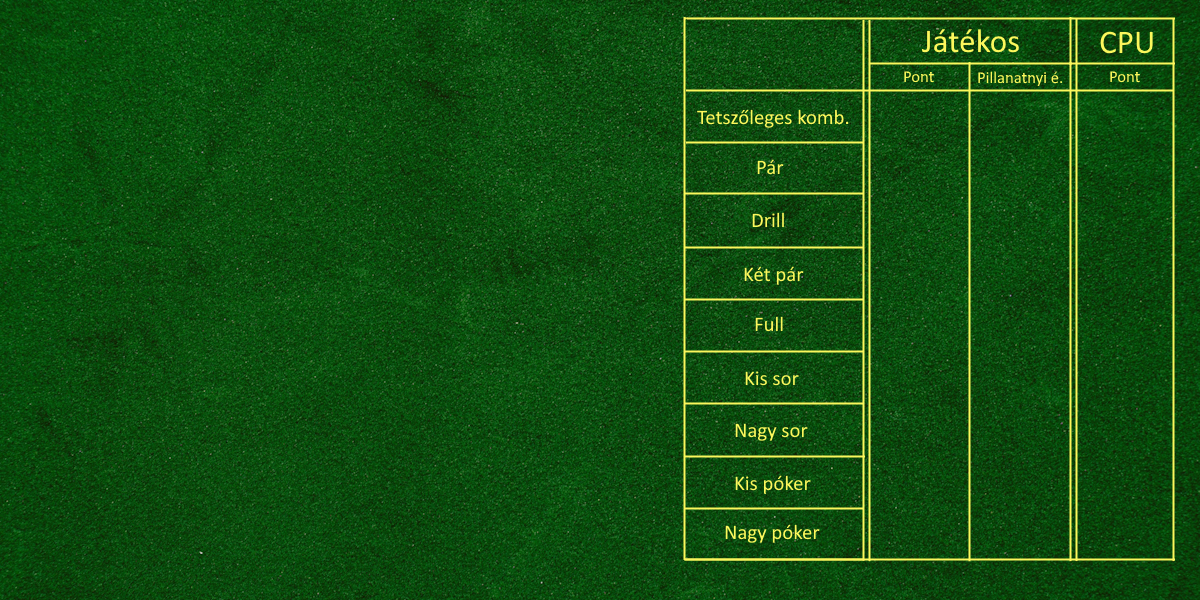 Játékos CPU
Pont Pillanatnyi é. Pont
Tetszőleges komb.
Pár
Drill
Két pár
Full
Kis sor
Nagy sor
Kis póker
Nagy póker